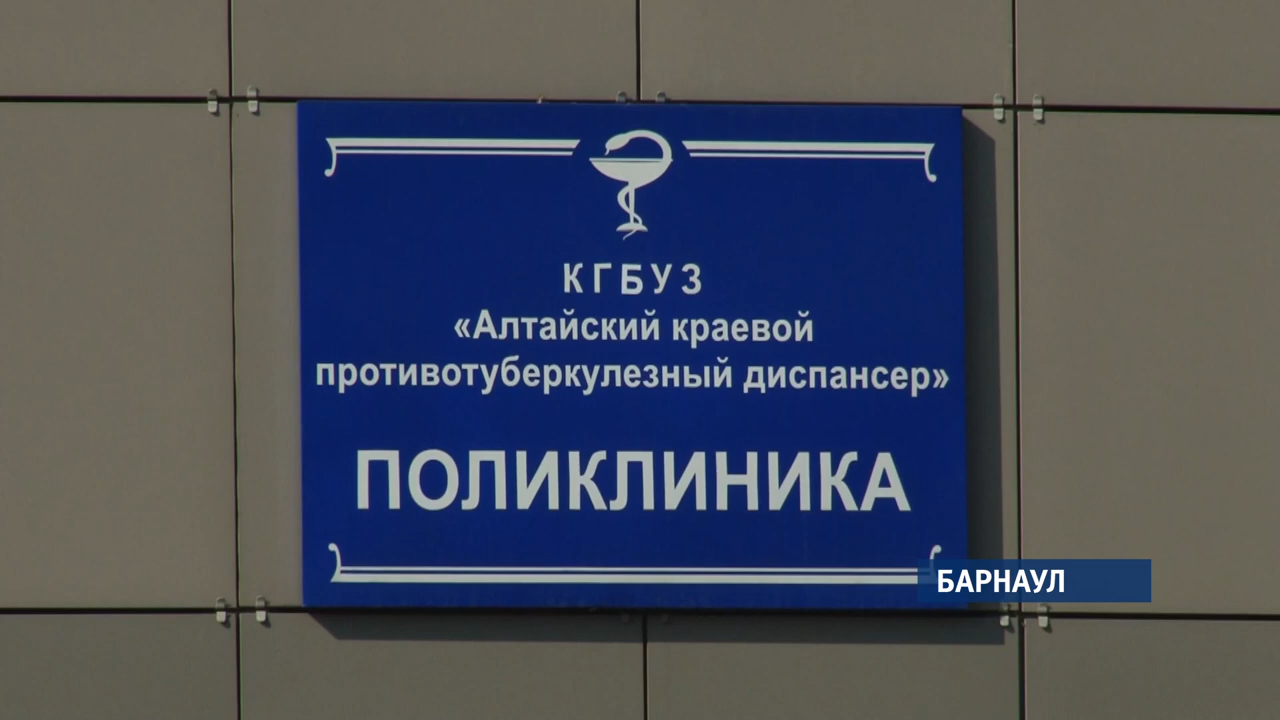 КГБУЗ
«Алтайский краевой
противотуберкулезный диспансер»
ПОЛИКЛИНИКА
БАРНАУЛ